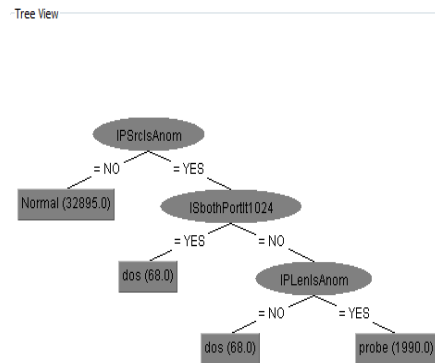 Tree View
IPSrcIsAnom
= NO = YES
Normal (32895.0) ISbothPortlt1024
= YES = NO
dos (68.0) IPLenIsAnom
= NO = YES
dos (68.0) probe (1990.0)